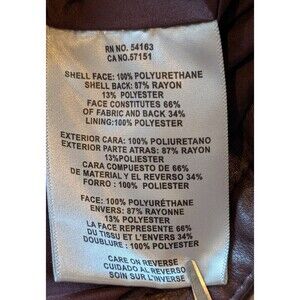 RN NO. 54163
CA NO.57151
SHELL FACE: 100% POLYURETHANE
SHELL BACK: 87% RAYON
13% POLYESTER
FACE CONSTITUTES 66%
OF FABRIC AND BACK 34%
LINING:100% POLYESTER
EXTERIOR CARA: 100% POLIURETANO
EXTERIOR PARTE ATRAS: 87% RAYON
13%POLIESTER
CARA COMPUESTO DE 66%
DE MATERIAL Y EL REVERSO 34%
FORRO : 100% POLIESTER
FACE: 100% POLYURÉTHANE
ENVERS: 87% RAYONNE
13% POLYESTER
LA FACE REPRESENTE 66%
DU TISSU ET L'ENVERS 34%
DOUBLURE : 100% POLYESTER
CARE ON REVERSE
CUIDADO AL REVERSO
SOIN SUR L'INVERSE